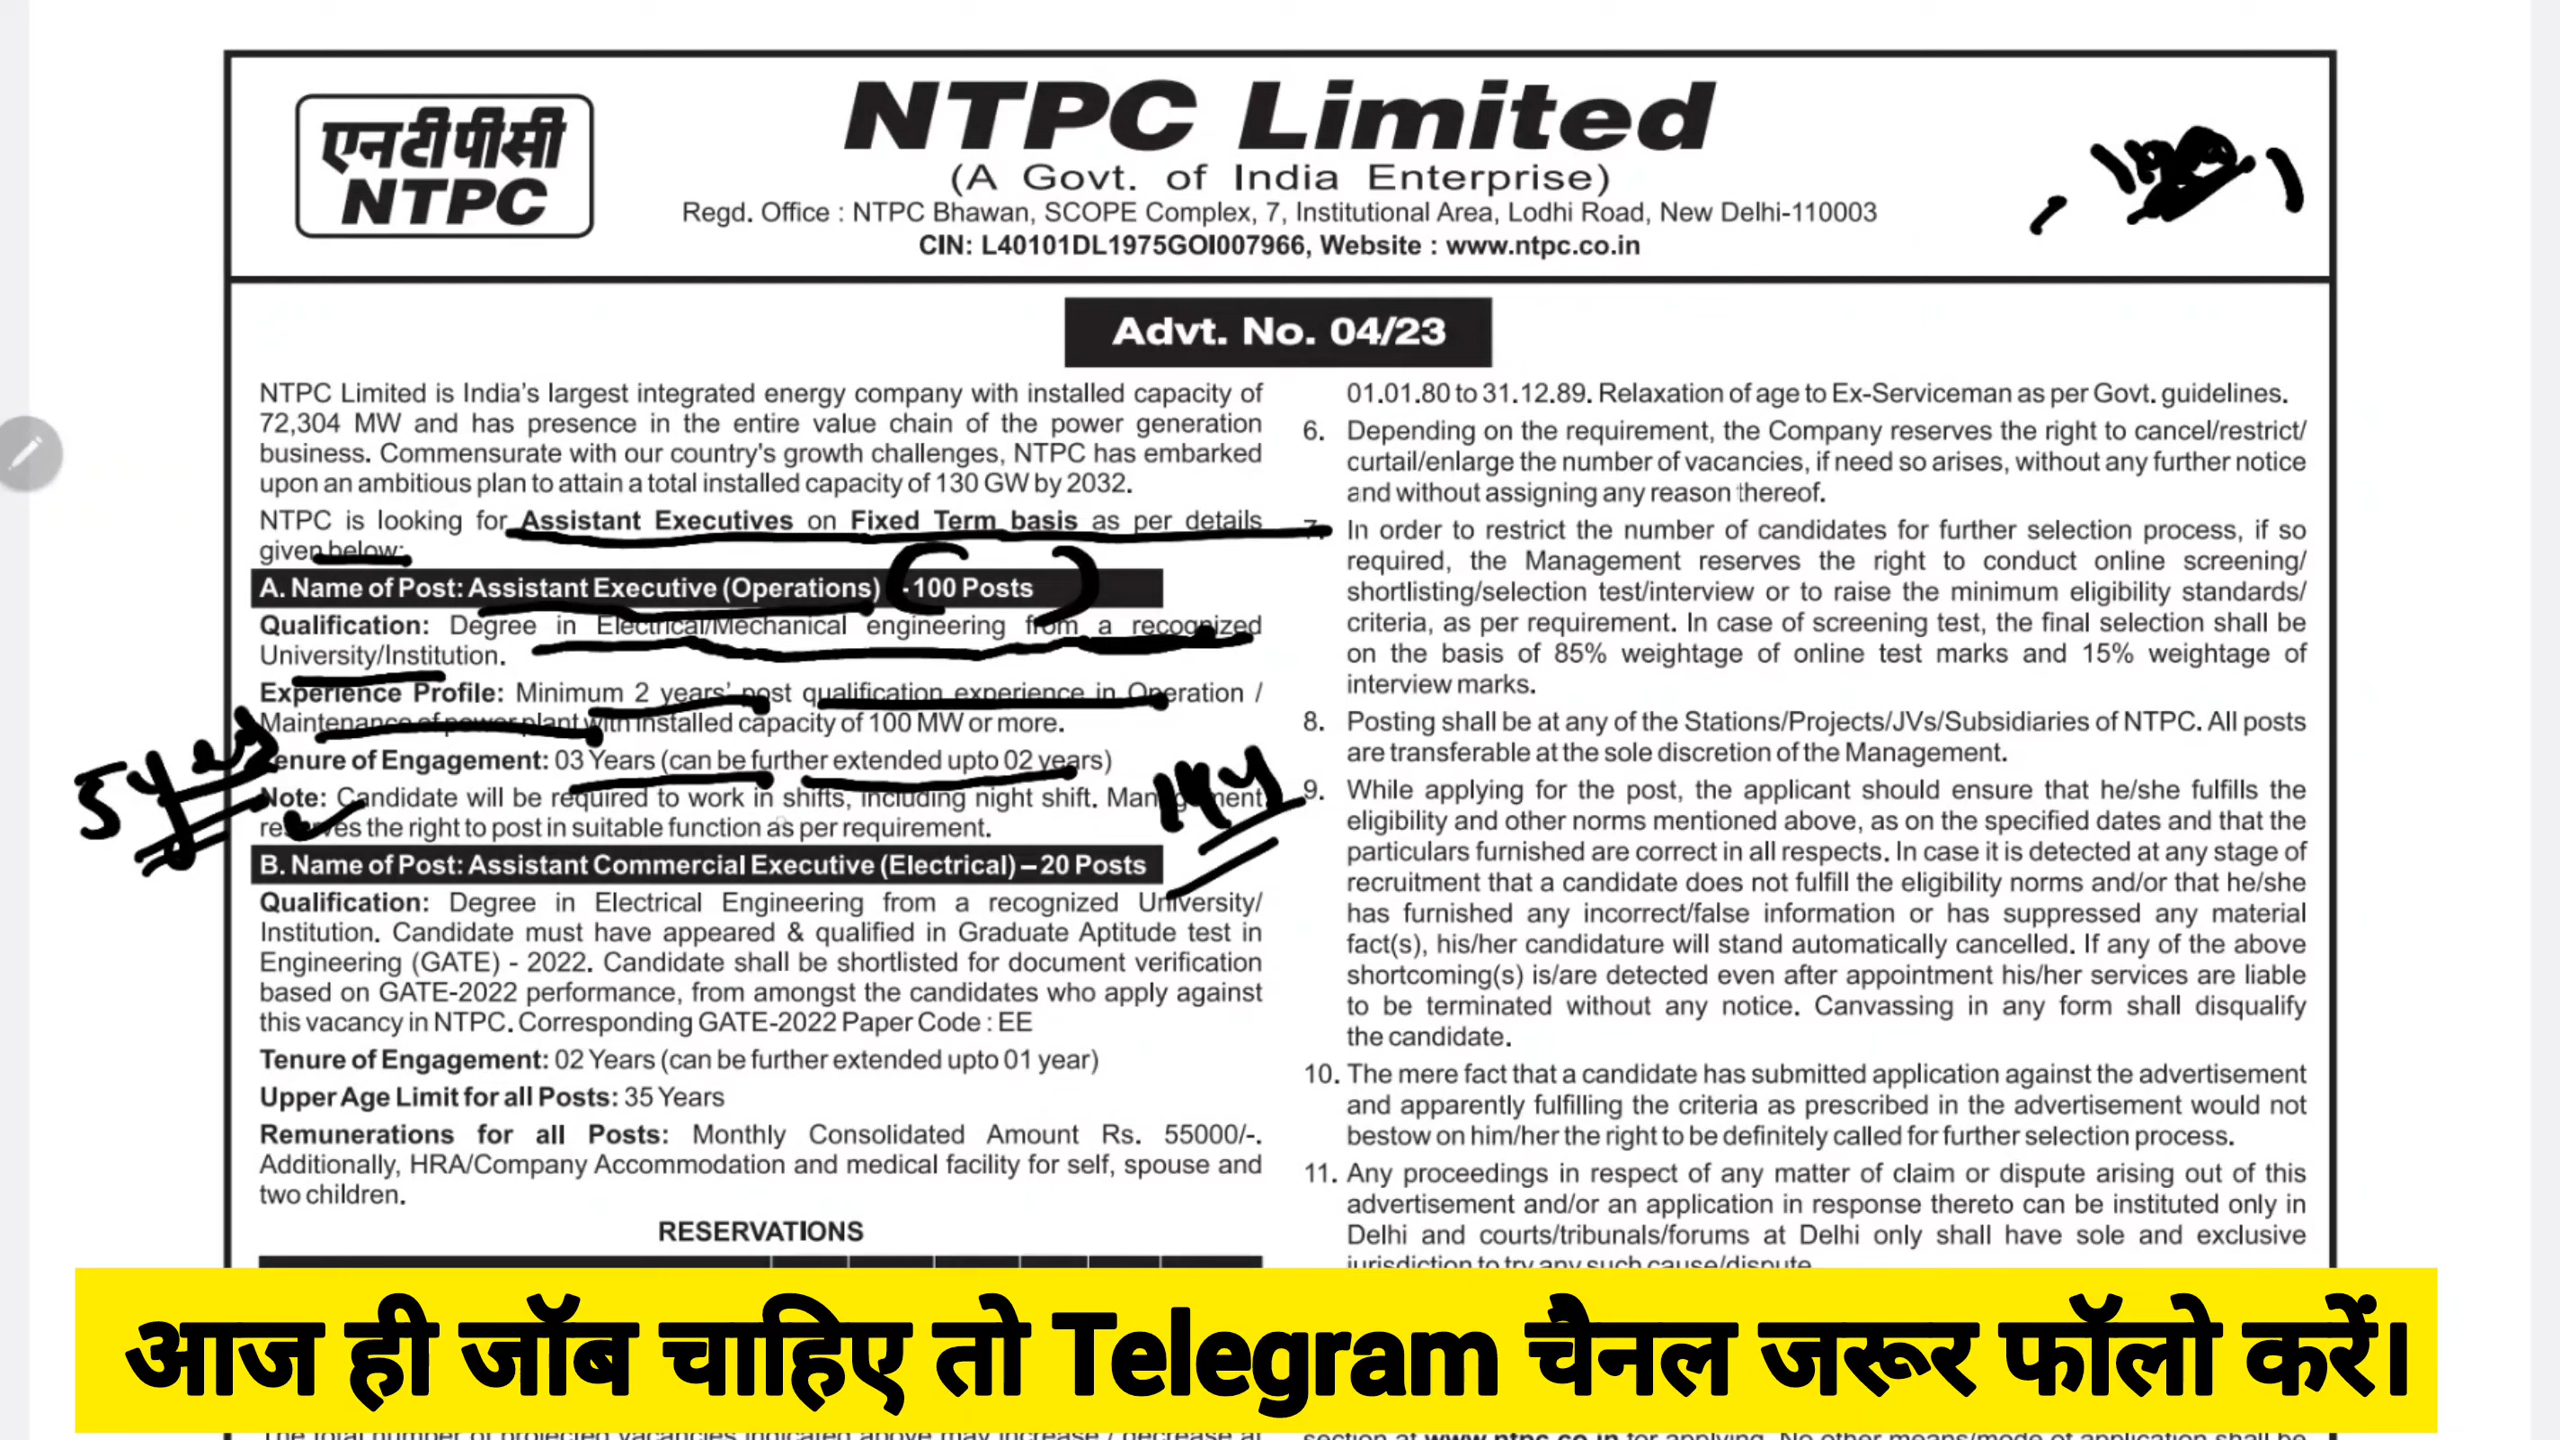 एनटीपीसी
NTPC
NTPC Limited
(A Govt. of India Enterprise)
Regd. Office : NTPC Bhawan, SCOPE Complex, 7, Institutional Area, Lodhi Road, New Delhi-110003
CIN: L40101DL1975GOI007966, Website : www.ntpc.co.in
Advt. No. 04/23
NTPC Limited is India's largest integrated energy company with installed capacity of
72,304 MW and has presence in the entire value chain of the power generation
business. Commensurate with our country's growth challenges, NTPC has embarked
upon an ambitious plan to attain a total installed capacity of 130 GW by 2032.
NTPC is looking for Assistant Executives on Fixed Term basis as per details
given below:
A. Name of Post: Assistant Executive (Operations) - 100 Posts
Qualification: Degree in Electrical/Mechanical engineering from a recognized
University/Institution.
Experience Profile: Minimum 2 years' post qualification experience in Operation /
Maintenance of power plant with installed capacity of 100 MW or more.
5 years
Tenure of Engagement: 03 Years (can be further extended upto 02 years)
Note: Candidate will be required to work in shifts, including night shift. Management
reserves the right to post in suitable function as per requirement.
B. Name of Post: Assistant Commercial Executive (Electrical) – 20 Posts
Qualification: Degree in Electrical Engineering from a recognized University/
Institution. Candidate must have appeared & qualified in Graduate Aptitude test in
Engineering (GATE) - 2022. Candidate shall be shortlisted for document verification
based on GATE-2022 performance, from amongst the candidates who apply against
this vacancy in NTPC. Corresponding GATE-2022 Paper Code : EE
Tenure of Engagement: 02 Years (can be further extended upto 01 year)
Upper Age Limit for all Posts: 35 Years
Remunerations for all Posts: Monthly Consolidated Amount Rs. 55000/-.
Additionally, HRA/Company Accommodation and medical facility for self, spouse and
two children.
RESERVATIONS
01.01.80 to 31.12.89. Relaxation of age to Ex-Serviceman as per Govt. guidelines.
6. Depending on the requirement, the Company reserves the right to cancel/restrict/
curtail/enlarge the number of vacancies, if need so arises, without any further notice
and without assigning any reason thereof.
7. In order to restrict the number of candidates for further selection process, if so
required, the Management reserves the right to conduct online screening/
shortlisting/selection test/interview or to raise the minimum eligibility standards/
criteria, as per requirement. In case of screening test, the final selection shall be
on the basis of 85% weightage of online test marks and 15% weightage of
interview marks.
8. Posting shall be at any of the Stations/Projects/JVs/Subsidiaries of NTPC. All posts
are transferable at the sole discretion of the Management.
9. While applying for the post, the applicant should ensure that he/she fulfills the
eligibility and other norms mentioned above, as on the specified dates and that the
particulars furnished are correct in all respects. In case it is detected at any stage of
recruitment that a candidate does not fulfill the eligibility norms and/or that he/she
has furnished any incorrect/false information or has suppressed any material
fact(s), his/her candidature will stand automatically cancelled. If any of the above
shortcoming(s) is/are detected even after appointment his/her services are liable
to be terminated without any notice. Canvassing in any form shall disqualify
the candidate.
10. The mere fact that a candidate has submitted application against the advertisement
and apparently fulfilling the criteria as prescribed in the advertisement would not
bestow on him/her the right to be definitely called for further selection process.
11. Any proceedings in respect of any matter of claim or dispute arising out of this
advertisement and/or an application in response thereto can be instituted only in
Delhi and courts/tribunals/forums at Delhi only shall have sole and exclusive
jurisdiction to try any such cause/dispute.
आज ही जॉब चाहिए तो Telegram चैनल जरूर फॉलो करें।